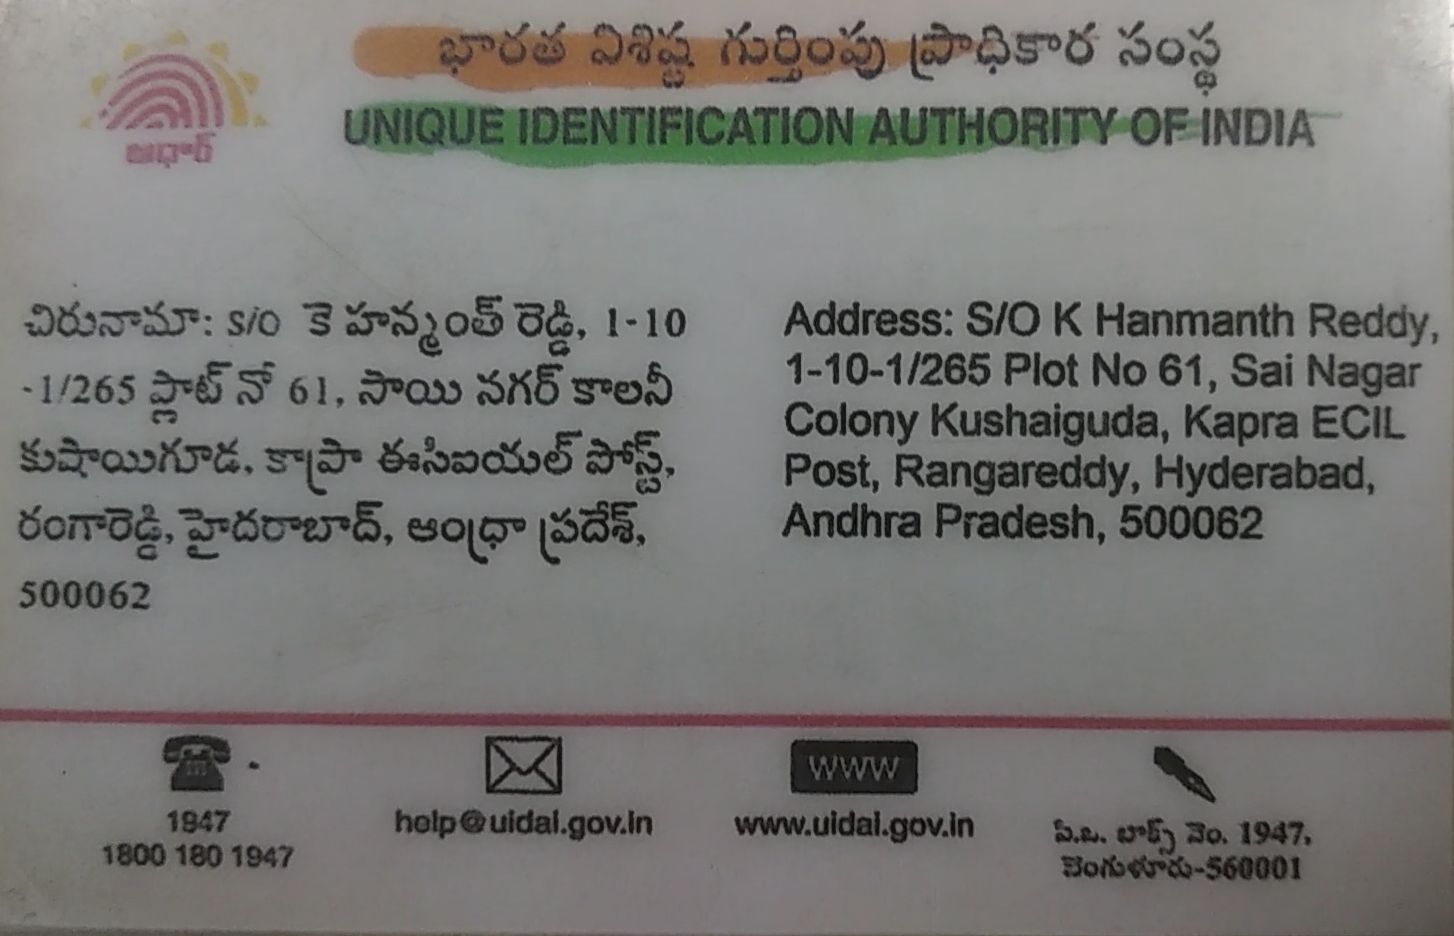 ఆధార్
భారత విశిష్ట గుర్తింపు ప్రాధికార సంస్థ
UNIQUE IDENTIFICATION AUTHORITY OF INDIA
చిరునామా: S/O కె హన్మంత్ రెడ్డి, 1-10
-1/265 ప్లాట్ నో 61, సాయి నగర్ కాలనీ
కుషాయిగూడ, కాప్రా ఈసిఐయల్ పోస్ట్,
రంగారెడ్డి, హైదరాబాద్, ఆంధ్రా ప్రదేశ్,
500062
Address: S/O K Hanmanth Reddy,
1-10-1/265 Plot No 61, Sai Nagar
Colony Kushaiguda, Kapra ECIL
Post, Rangareddy, Hyderabad,
Andhra Pradesh, 500062
1947
1800 180 1947
help@uidai.gov.in
WWW
www.uidai.gov.in
పి.ఒ. బాక్స్ నెం. 1947,
బెంగుళూరు-560001